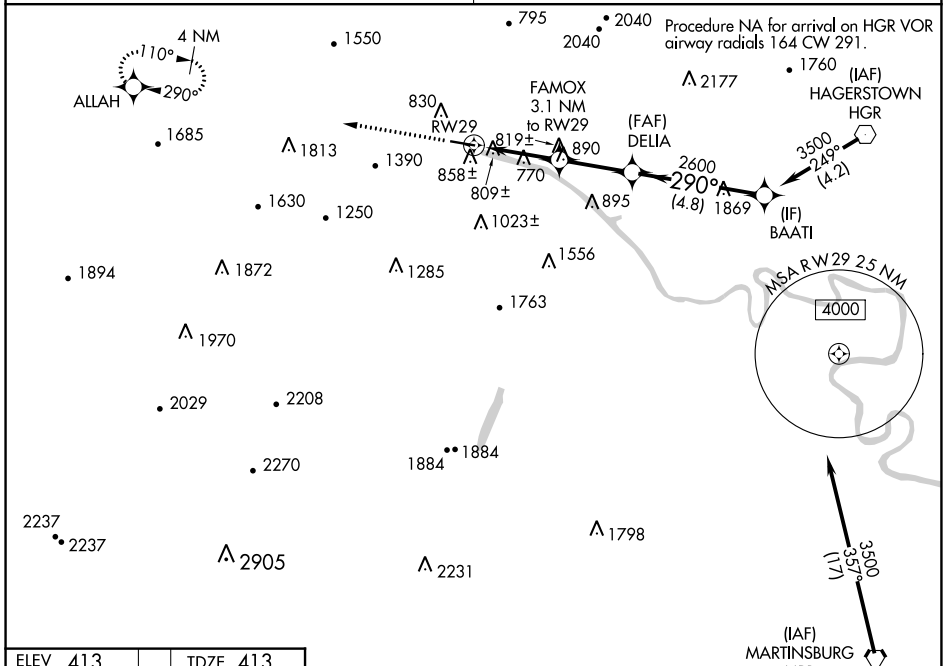 795
2040
2040
Procedure NA for arrival on HGR VOR
airway radials 164 CW 291.
4 NM
1550
110°
290°
ALLAH
2177
1760
(IAF)
HAGERSTOWN
HGR
FAMOX
3.1 NM
to RW29
830
RW29
819±
890
(FAF)
DELIA
3500
249°
(4.2)
1685
1813
1390
858±
809±
770
2600
290°
(4.8)
1869
(IF)
BAATI
895
1630
1250
1023±
1894
1872
1285
1556
MSA RW29 25 NM
4000
1763
1970
2029
2208
1884
1884
2270
2237
2237
2905
2231
1798
3500
357°
(17)
(IAF)
MARTINSBURG
ELEV 413
TDZE 413